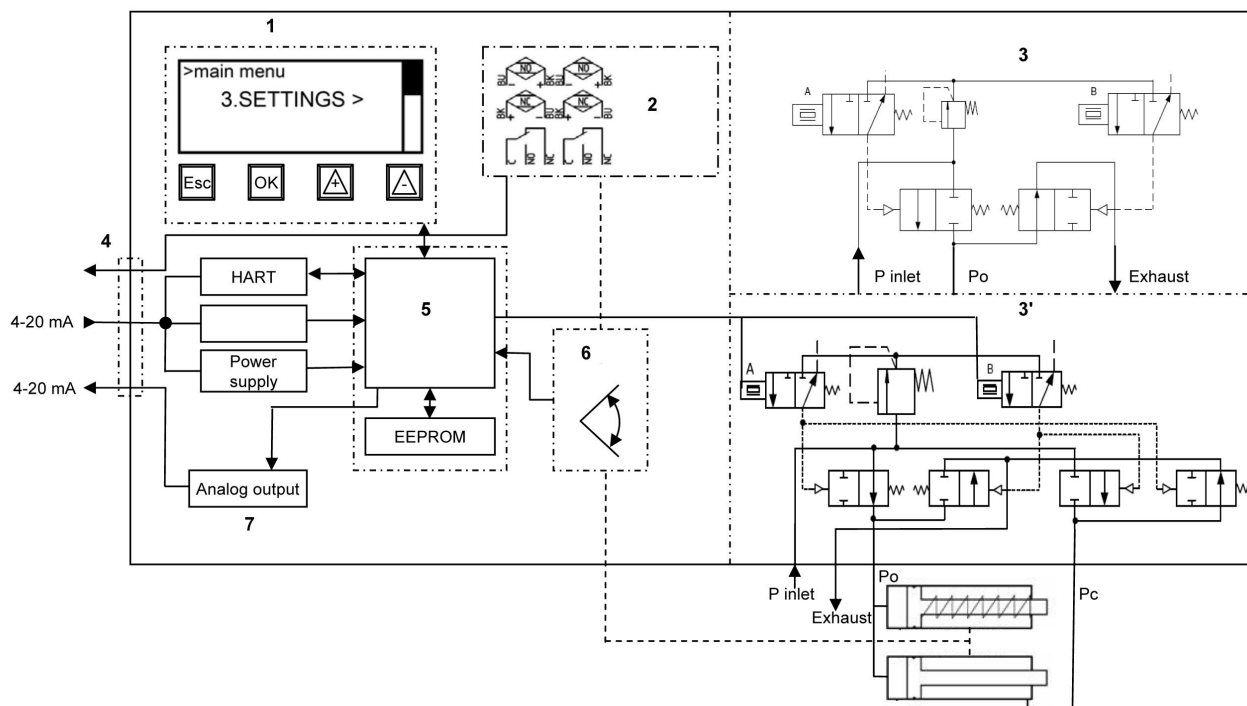 1
>main menu
3.SETTINGS >
Esc
OK
+
-
BU
NO
BK
BU
NO
BK
- +
- +
2
BK
NC
BU
BK
NC
BU
+ -
+ -
C
NO
NC
C
NO
NC
3
A
B
P inlet
Po
Exhaust
4
HART
4-20 mA
Power
supply
4-20 mA
5
EEPROM
6
Analog output
7
3'
A
B
P inlet
Po
Exhaust
Pc